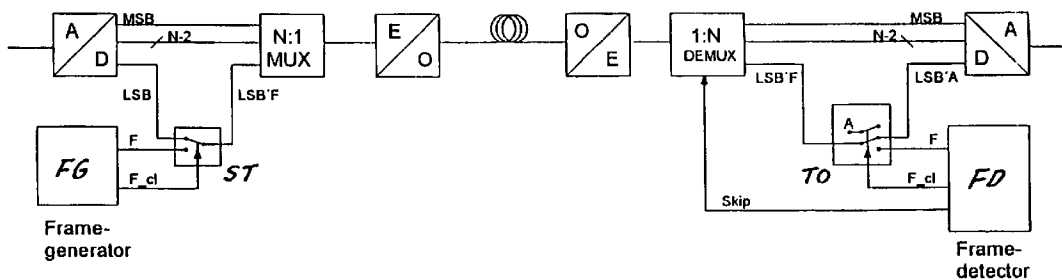 A
D
MSB
N-2
LSB
LSB'F
N:1
MUX
E
O
O
E
1:N
DEMUX
MSB
N-2
LSB'F
LSB'A
D
A
FG
F
F_cl
ST
Frame-
generator
A
TO
F
F_cl
Skip
FD
Frame-
detector